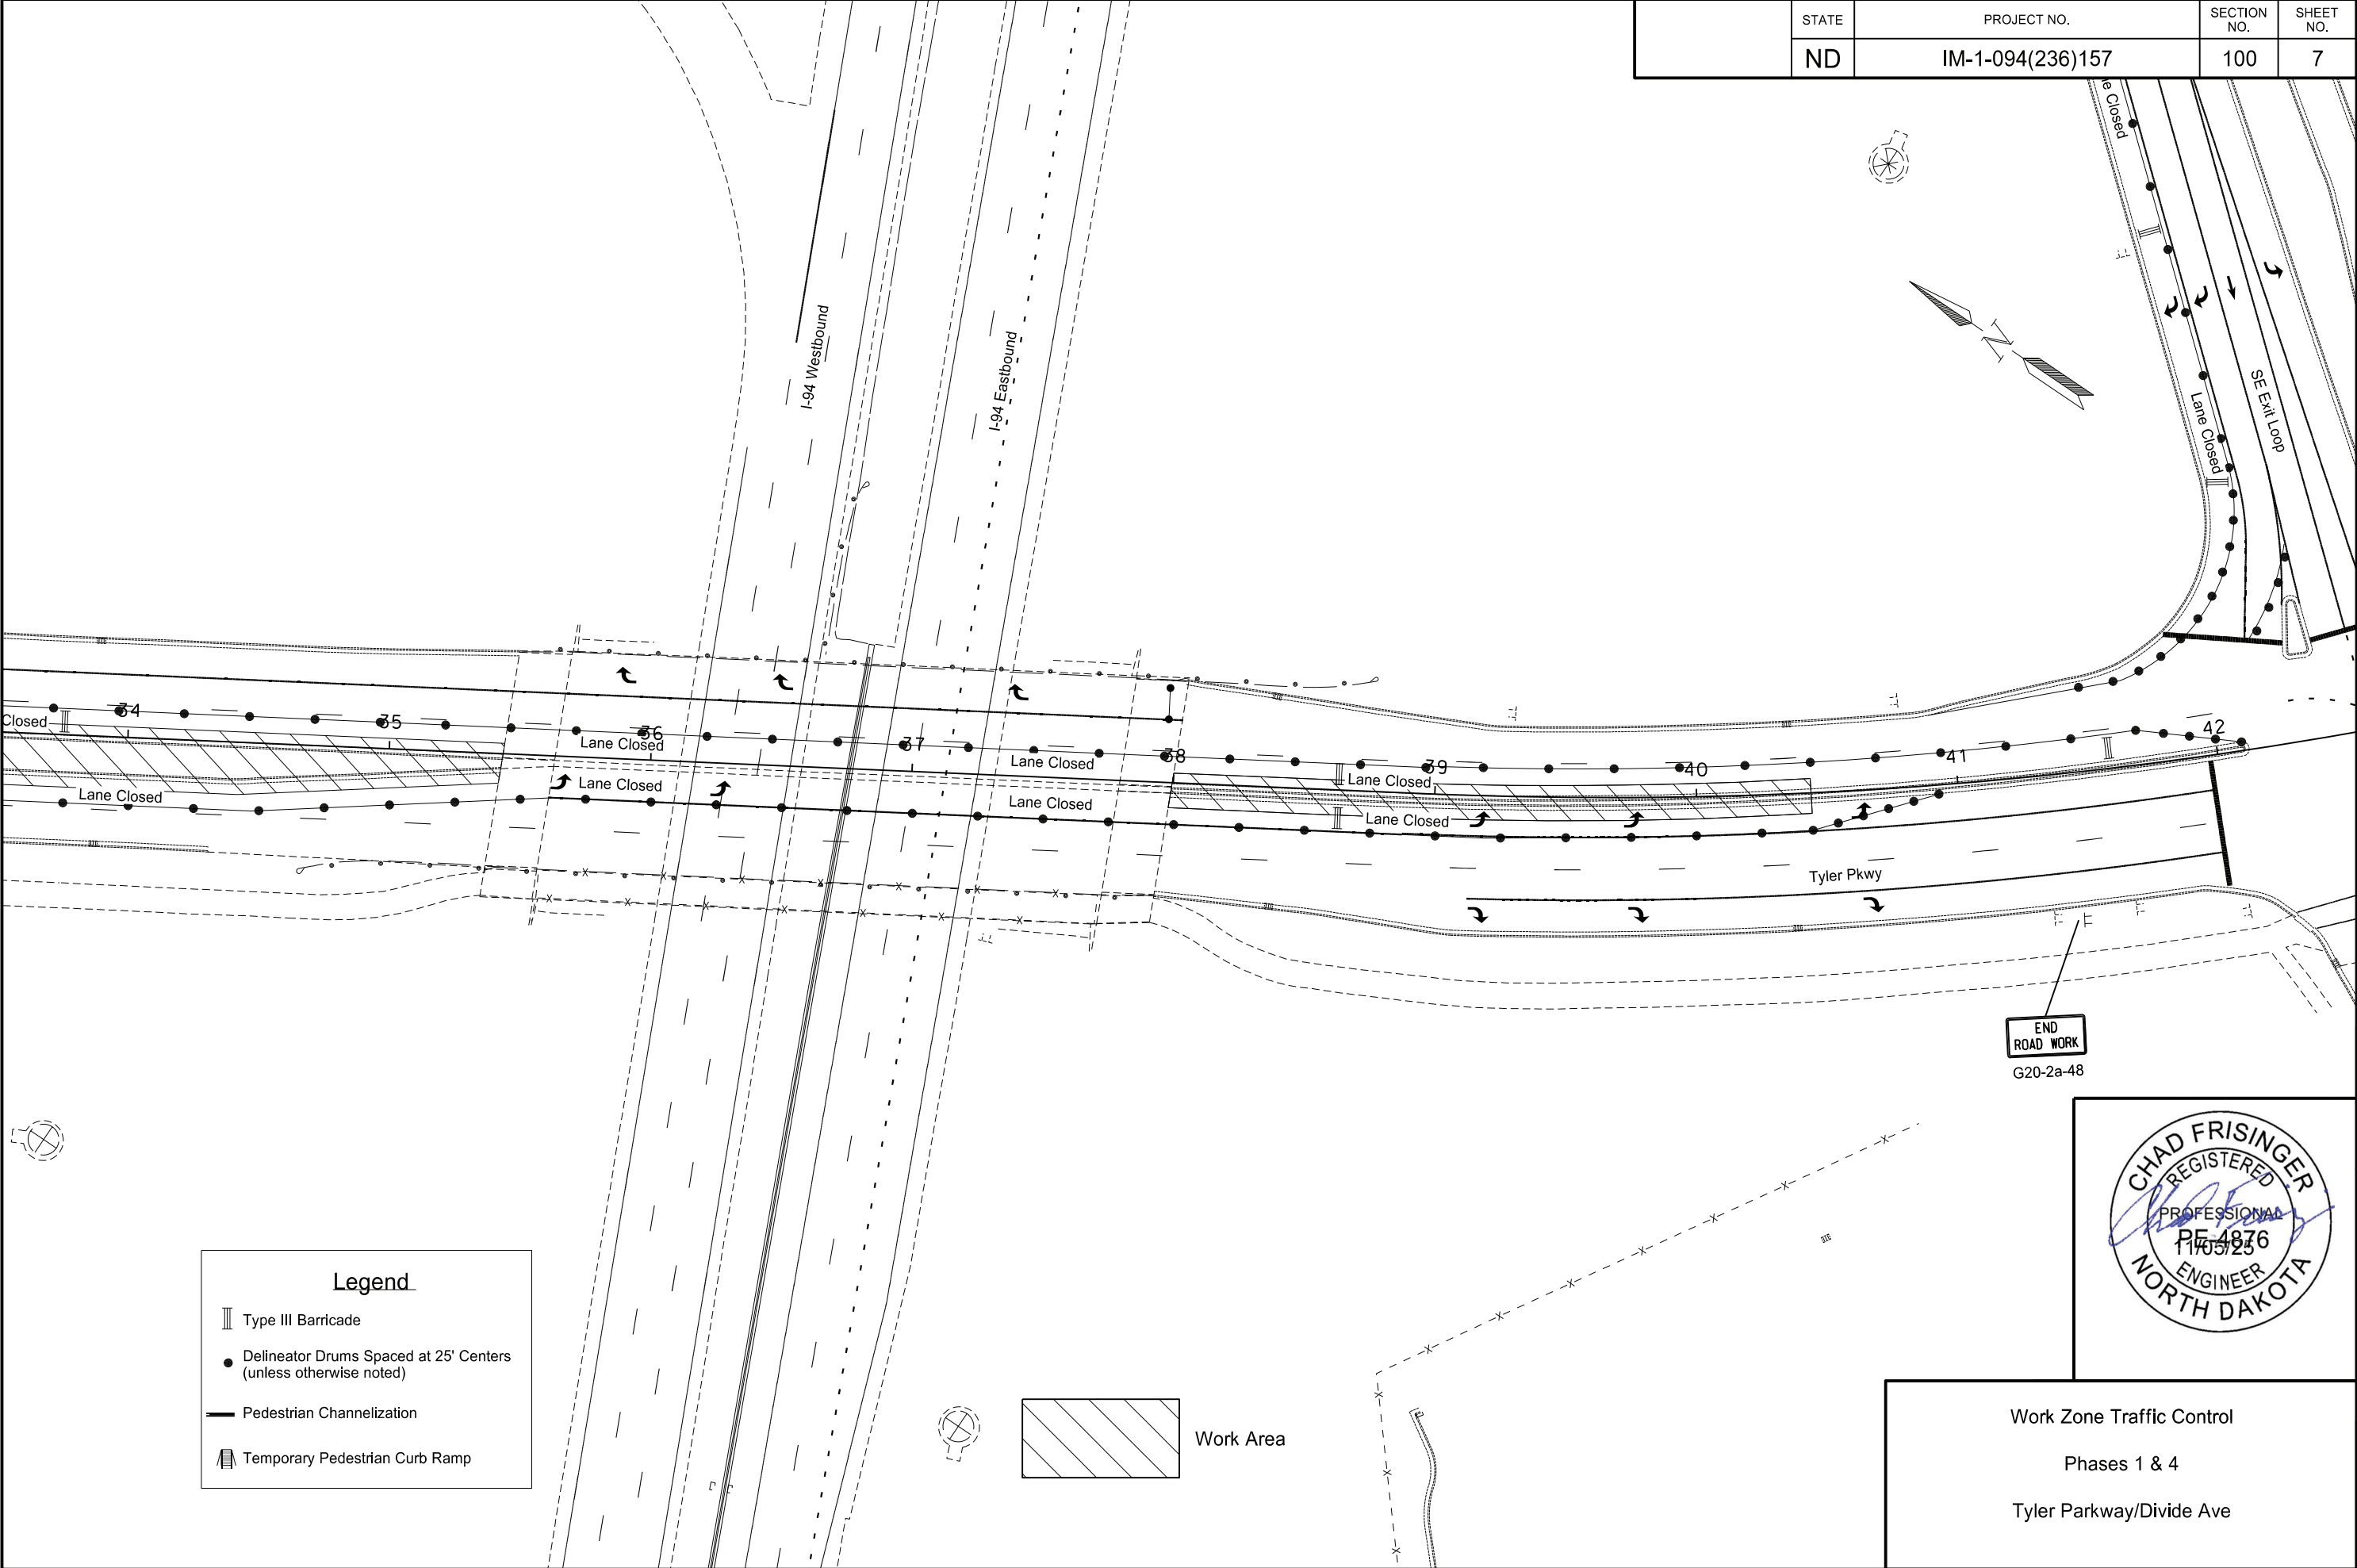 STATE
PROJECT NO.
SECTION
NO.
SHEET
NO.
ND
IM-1-094(236)157
100
7
ne Closed
I-94 Westbound
I-94 Eastbound
N
SE Exit Loop
Lane Closed
Closed
34
35
36
37
38
39
40
41
42
Lane Closed
Lane Closed
Lane Closed
Lane Closed
Lane Closed
Lane Closed
Lane Closed
Tyler Pkwy
END
ROAD WORK
G20-2a-48
Legend
Type III Barricade
Delineator Drums Spaced at 25' Centers
(unless otherwise noted)
Pedestrian Channelization
Temporary Pedestrian Curb Ramp
Work Area
CHAD FRISINGER
REGISTERED
PROFESSIONAL
PE-4876
11/05/25
ENGINEER
NORTH DAKOTA
Work Zone Traffic Control
Phases 1 & 4
Tyler Parkway/Divide Ave